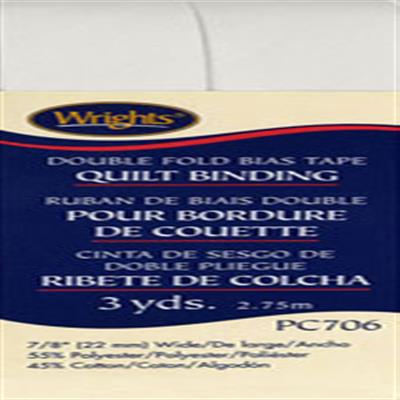 Wrights®
DOUBLE FOLD BIAS TAPE
QUILT BINDING
RUBAN DE BIAIS DOUBLE
POUR BORDURE
DE COUETTE
CINTA DE SESGO DE
DOBLE PLIEGUE
RIBETE DE COLCHA
3 yds. 2.75m
PC706
7/8" (22 mm) Wide/De large/Ancho
55% Polyester/Polyester/Poliéster
45% Cotton/Coton/Algodón